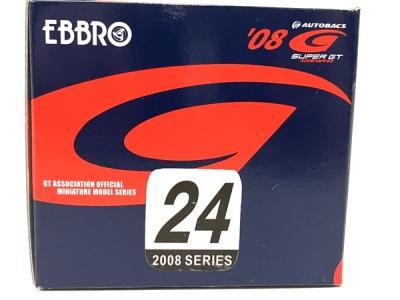 EBBRO
'08
AUTOBACS
SUPER GT
GT ASSOCIATION OFFICIAL
MINIATURE MODEL SERIES
24
2008 SERIES